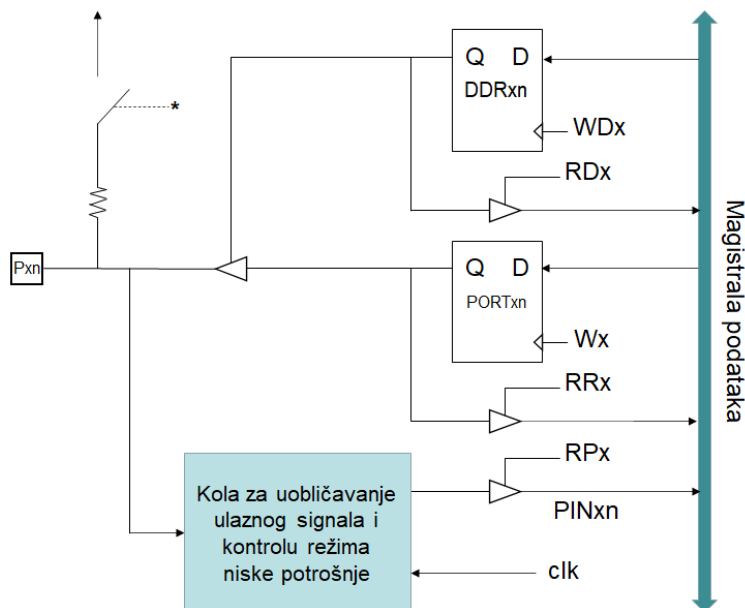 Q D
DDRxn
*
WDx
RDx
Pxn
Q D
PORTxn
Wx
RRx
RPx
PINxn
Kola za uobličavanje
ulaznog signala i
kontrolu režima
niske potrošnje
clk
Magistrala podataka